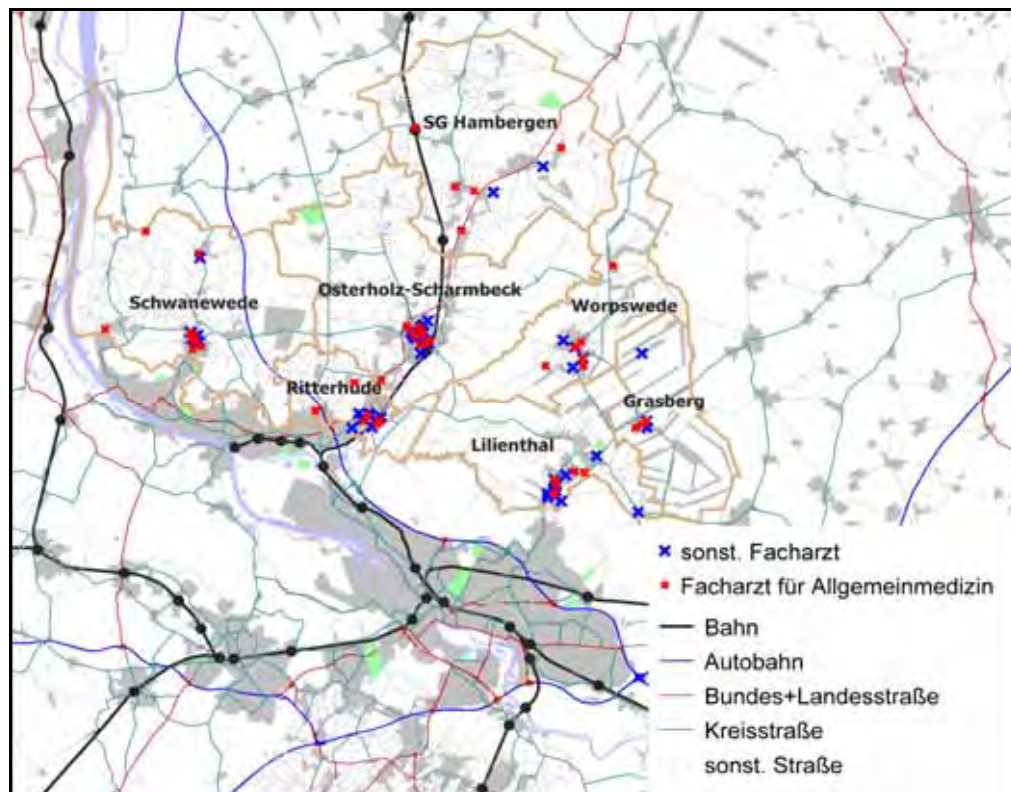 SG Hambergen
Schwanewede
Osterholz-Scharmbeck
Worpswede
Ritterhude
Grasberg
Lilienthal
sonst. Facharzt
Facharzt für Allgemeinmedizin
Bahn
Autobahn
Bundes+Landesstraße
Kreisstraße
sonst. Straße